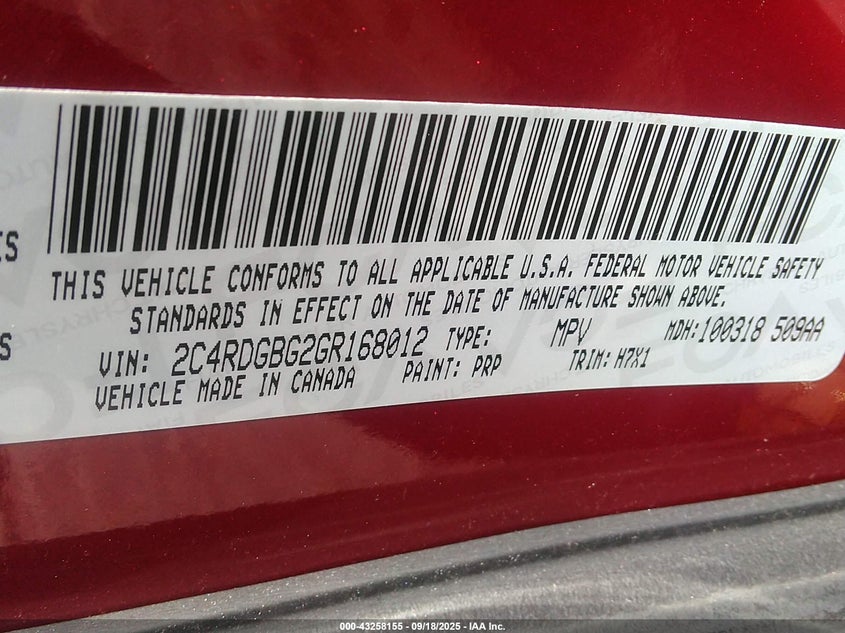 IS
THIS VEHICLE CONFORMS TO ALL APPLICABLE U.S.A. FEDERAL MOTOR VEHICLE SAFETY
S
STANDARDS IN EFFECT ON THE DATE OF MANUFACTURE SHOWN ABOVE.
VIN: 2C4RDGBG2GR168012 TYPE: MPV MDH:100318 509AA
VEHICLE MADE IN CANADA PAINT: PRP TRIM: H7X1
000-43258155 - 09/18/2025 - IAA Inc.